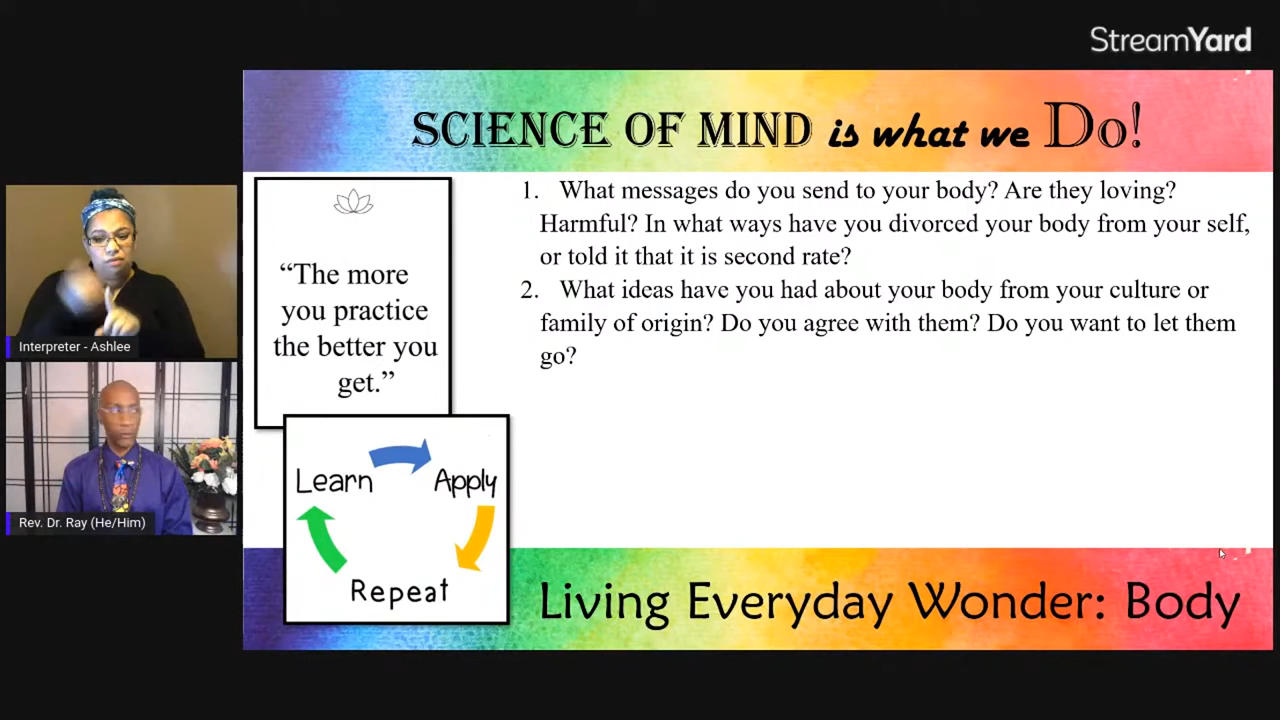 StreamYard
SCIENCE OF MIND is what we Do!
“The more
you practice
the better you
get.”
1. What messages do you send to your body? Are they loving?
Harmful? In what ways have you divorced your body from your self,
or told it that it is second rate?
2. What ideas have you had about your body from your culture or
family of origin? Do you agree with them? Do you want to let them
go?
Interpreter - Ashlee
Rev. Dr. Ray (He/Him)
Learn
Apply
Repeat
Living Everyday Wonder: Body